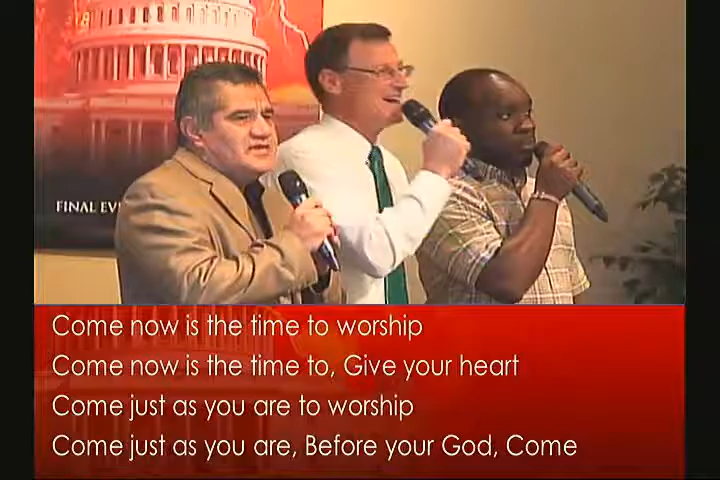 FINAL EV
Come now is the time to worship
Come now is the time to, Give your heart
Come just as you are to worship
Come just as you are, Before your God, Come